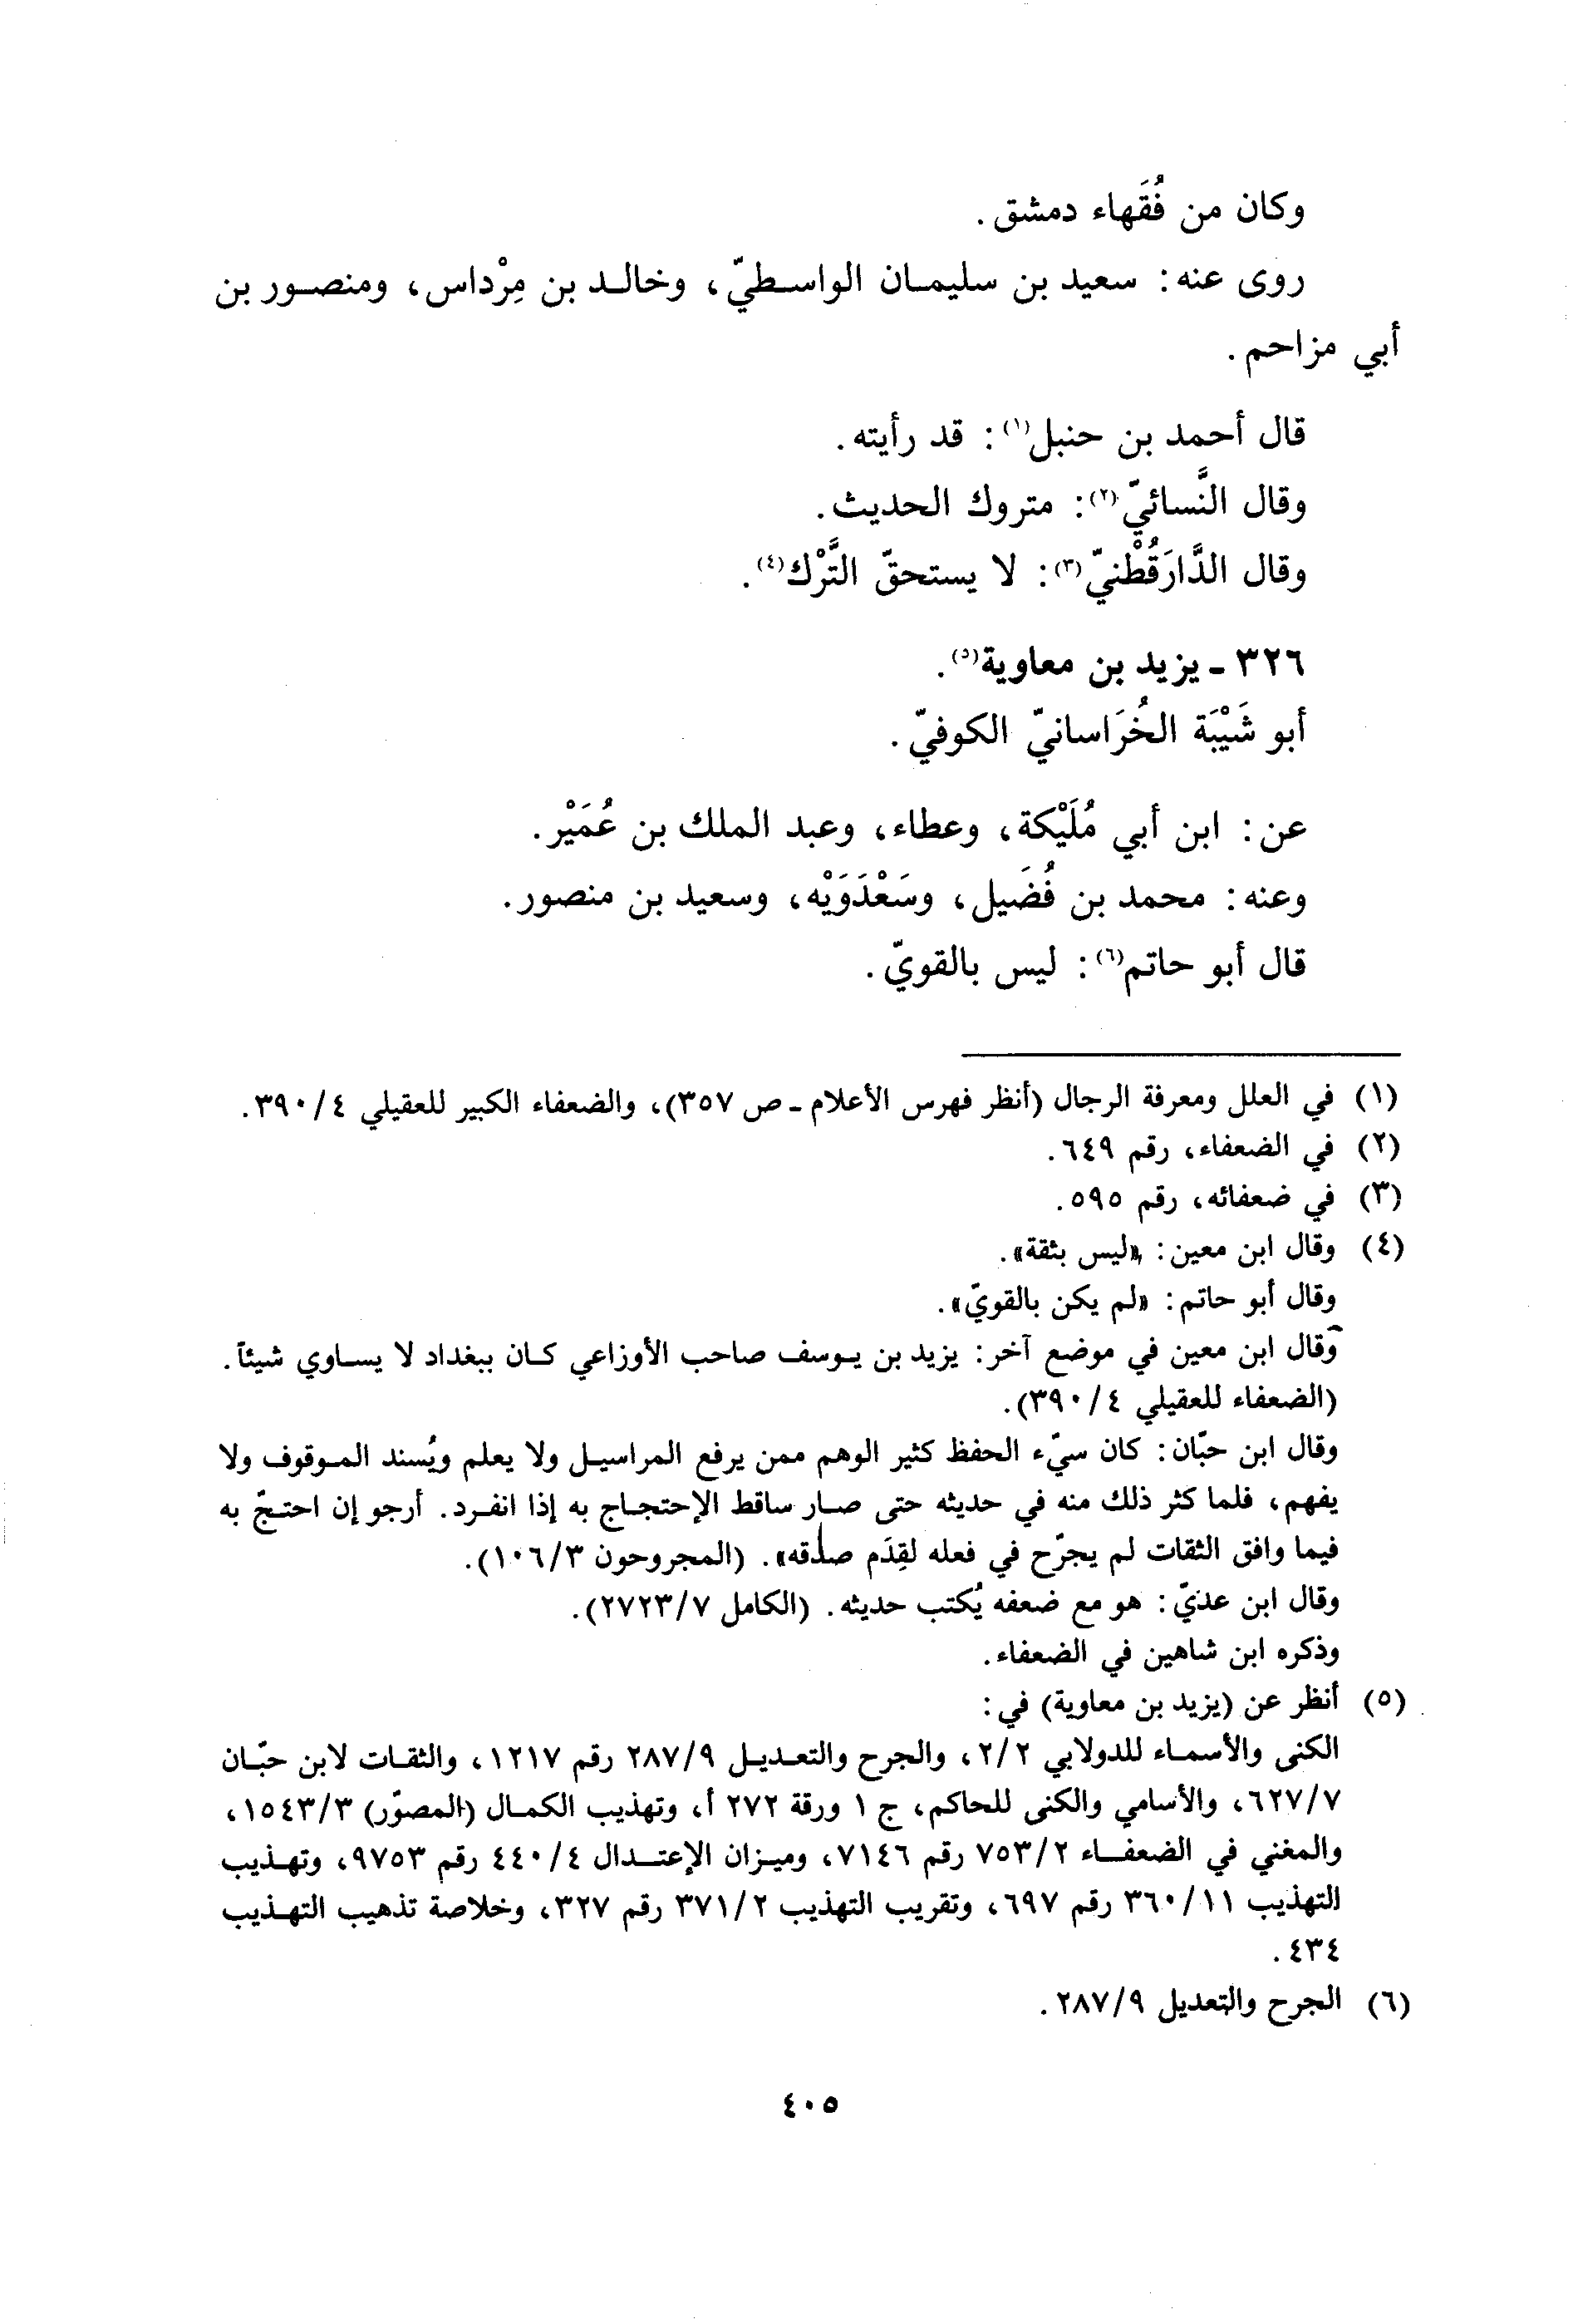 وكان من فُقَهاء دمشق.
روى عنه: سعيد بن سليمان الواسطيّ، وخالد بن مِرْداس، ومنصور بن
أبي مزاحم.
قال أحمد بن حنبل(١): قد رأيته.
وقال النَّسائيّ(٢): متروك الحديث.
وقال الدَّارَقُطْنيّ(٣): لا يستحقّ التَّرْك(٤).
٣٢٦ - يزيد بن معاوية(٥).
أبو شَيْبَة الخُرَاسانيّ الكوفيّ.
عن: ابن أبي مُلَيْكة، وعطاء، وعبد الملك بن عُمَيْر.
وعنه: محمد بن فُضَيل، وسَعْدَوَيْه، وسعيد بن منصور.
قال أبو حاتم(٦): ليس بالقويّ.
(١) في العلل ومعرفة الرجال (أنظر فهرس الأعلام - ص ٣٥٧)، والضعفاء الكبير للعقيلي ٣٩٠/٤.
(٢) في الضعفاء، رقم ٦٤٩.
(٣) في ضعفائه، رقم ٥٩٥.
(٤) وقال ابن معين: «ليس بثقة».
وقال أبو حاتم: «لم يكن بالقويّ».
وقال ابن معين في موضع آخر: يزيد بن يوسف صاحب الأوزاعي كان ببغداد لا يساوي شيئاً.
(الضعفاء للعقيلي ٣٩٠/٤).
وقال ابن حبّان: كان سيّء الحفظ كثير الوهم ممن يرفع المراسيل ولا يعلم ويُسند الموقوف ولا
يفهم، فلما كثر ذلك منه في حديثه حتى صار ساقط الإحتجاج به إذا انفرد. أرجو إن احتجّ به
فيما وافق الثقات لم يجرّح في فعله لقِدَم صدقه». (المجروحون ١٠٦/٣).
وقال ابن عديّ: هو مع ضعفه يُكتب حديثه. (الكامل ٢٧٢٣/٧).
وذكره ابن شاهين في الضعفاء.
(٥) أنظر عن (يزيد بن معاوية) في:
الكنى والأسماء للدولابي ٢/٢، والجرح والتعديل ٢٨٧/٩ رقم ١٢١٧، والثقات لابن حبّان
٦٢٧/٧، والأسامي والكنى للحاكم، ج ١ ورقة ٢٧٢ أ، وتهذيب الكمال (المصوّر) ١٥٤٣/٣،
والمغني في الضعفاء ٧٥٣/٢ رقم ٧١٤٦، وميزان الإعتدال ٤٤٠/٤ رقم ٩٧٥٣، وتهذيب
التهذيب ٣٦٠/١١ رقم ٦٩٧، وتقريب التهذيب ٣٧١/٢ رقم ٣٢٧، وخلاصة تذهيب التهذيب
٤٣٤.
(٦) الجرح والتعديل ٢٨٧/٩.
٤٠٥